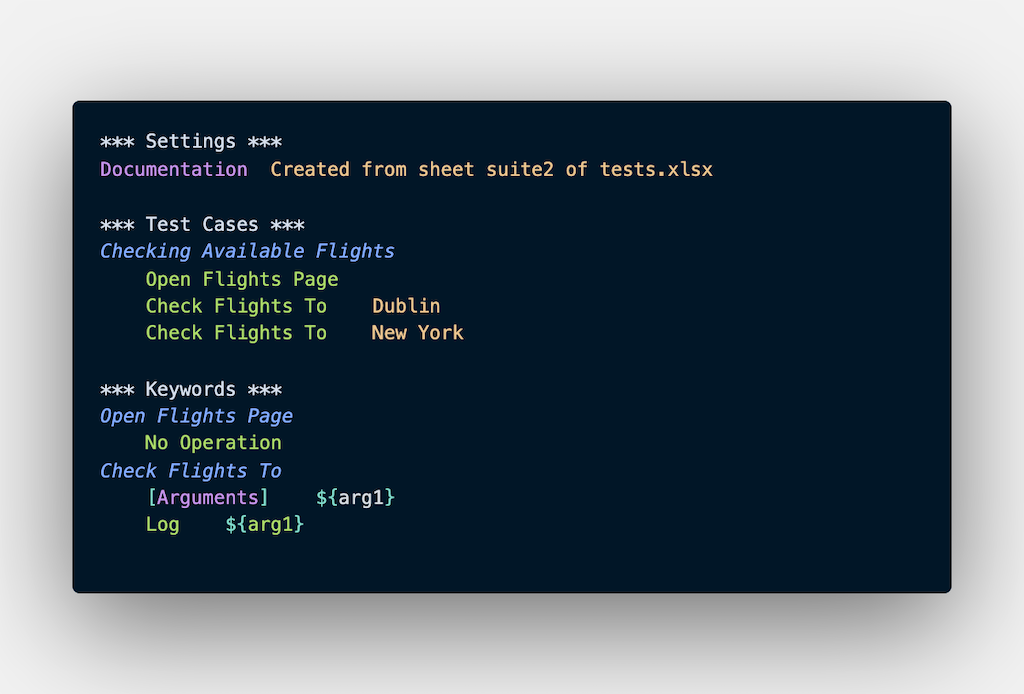 *** Settings ***
Documentation  Created from sheet suite2 of tests.xlsx

*** Test Cases ***
Checking Available Flights
    Open Flights Page
    Check Flights To    Dublin
    Check Flights To    New York

*** Keywords ***
Open Flights Page
    No Operation
Check Flights To
    [Arguments]    ${arg1}
    Log    ${arg1}